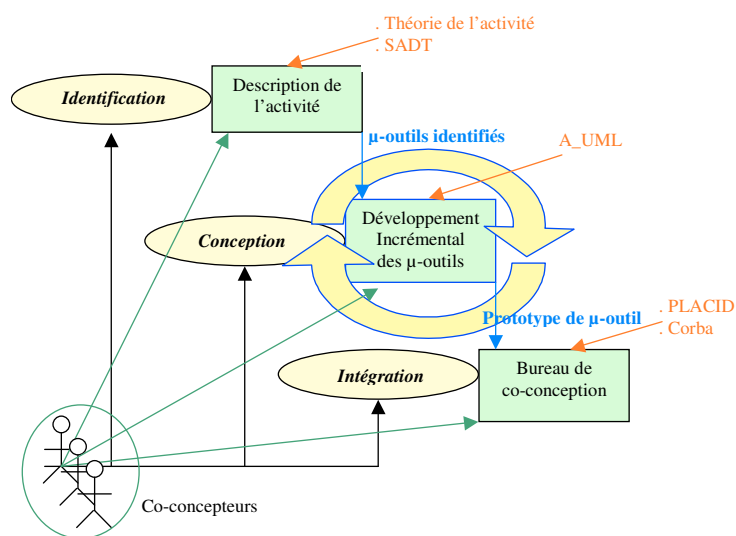 . Théorie de l'activité
. SADT
Identification
Description de
l'activité
µ-outils identifiés
A_UML
Conception
Développement
Incrémental
des µ-outils
Prototype de µ-outil
. PLACID
. Corba
Intégration
Bureau de
co-conception
Co-concepteurs